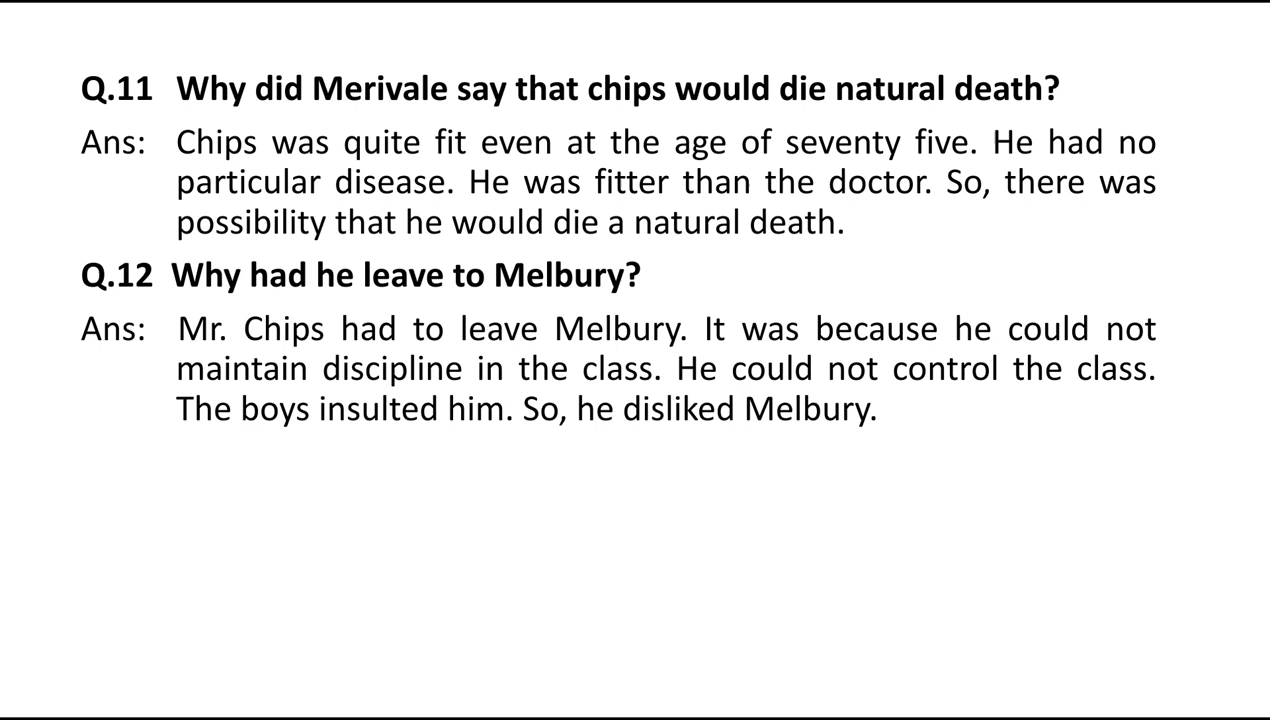 Q.11 Why did Merivale say that chips would die natural death?
Ans: Chips was quite fit even at the age of seventy five. He had no
particular disease. He was fitter than the doctor. So, there was
possibility that he would die a natural death.
Q.12 Why had he leave to Melbury?
Ans: Mr. Chips had to leave Melbury. It was because he could not
maintain discipline in the class. He could not control the class.
The boys insulted him. So, he disliked Melbury.